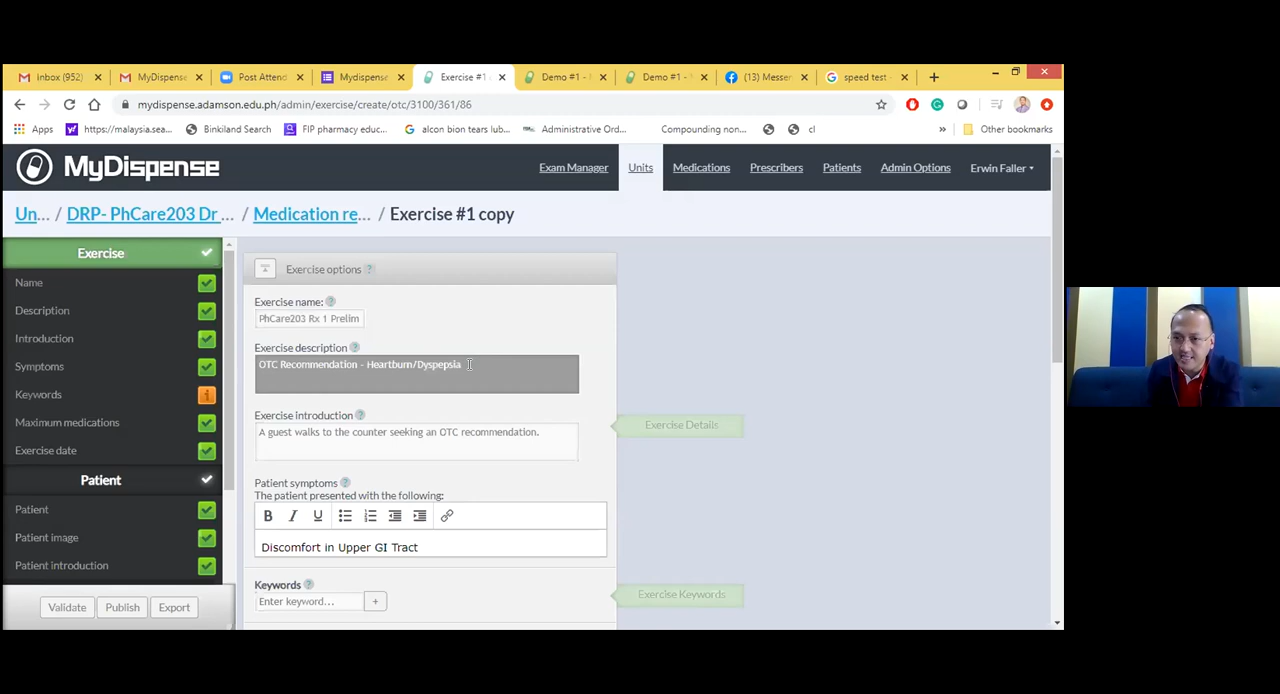 Inbox (952)
MyDispense
Post Attend
Mydispense
Exercise #1
Demo #1 -
Demo #1 -
(13) Messen
speed test -
mydispense.adamson.edu.ph/admin/exercise/create/otc/3100/361/86
Apps
https://malaysia.sea...
Binkiland Search
FIP pharmacy educ...
alcon bion tears lub...
Administrative Ord...
Compounding non...
cl
»
Other bookmarks
MyDispense
Exam Manager
Units
Medications
Prescribers
Patients
Admin Options
Erwin Faller
Un... / DRP- PhCare203 Dr ... / Medication re... / Exercise #1 copy
Exercise
Name
Description
Introduction
Symptoms
Keywords
Maximum medications
Exercise date
Patient
Patient
Patient image
Patient introduction
Validate
Publish
Export
Exercise options ?
Exercise name: ?
PhCare203 Rx 1 Prelim
Exercise description ?
OTC Recommendation - Heartburn/Dyspepsia
Exercise introduction ?
A guest walks to the counter seeking an OTC recommendation.
Exercise Details
Patient symptoms ?
The patient presented with the following:
B I U
Discomfort in Upper GI Tract
Keywords ?
Enter keyword... +
Exercise Keywords